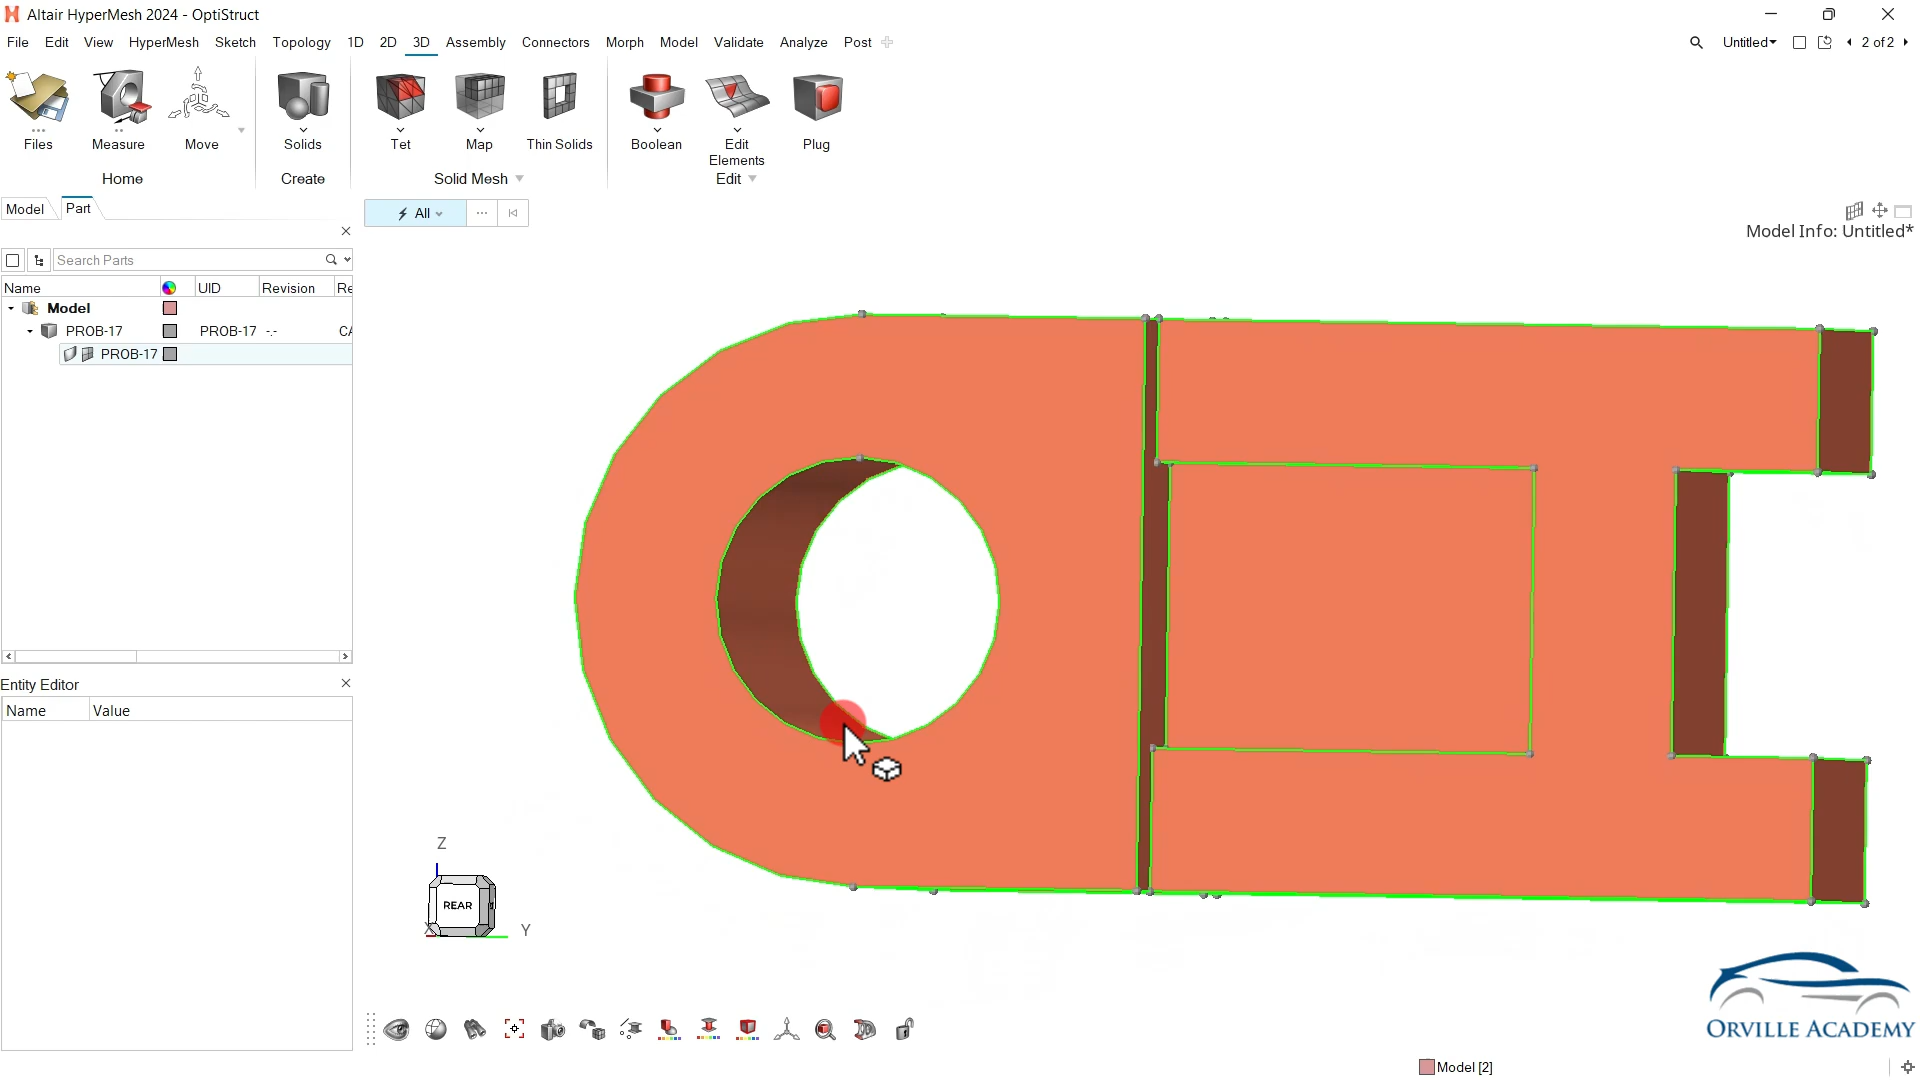 Altair HyperMesh 2024 - OptiStruct
File Edit View HyperMesh Sketch Topology 1D 2D 3D Assembly Connectors Morph Model Validate Analyze Post Untitled 2 of 2
Files Measure Move Solids Tet Map Thin Solids Boolean Edit Elements Plug
Home Create Solid Mesh Edit
Model Part
All
Model Info: Untitled*
Search Parts
Name UID Revision Re
Model
PROB-17 PROB-17 -.- CA
PROB-17
Entity Editor
Name Value
Z
REAR
X
Y
ORVILLE ACADEMY
Model [2]